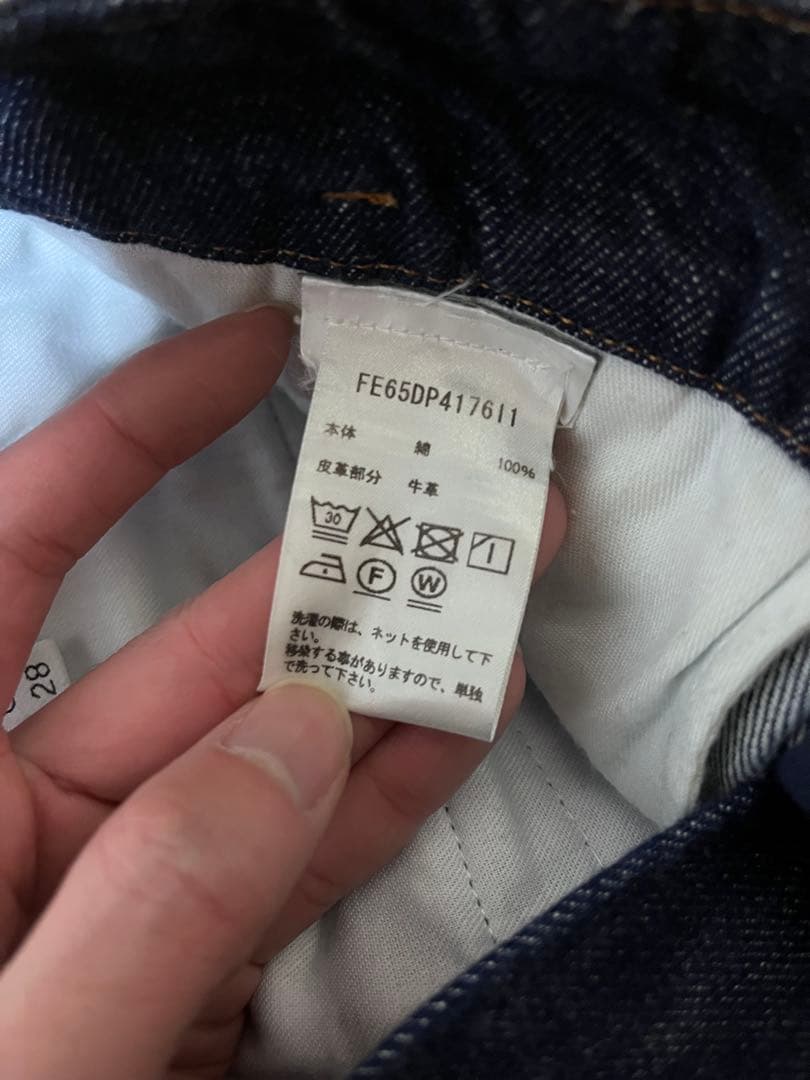 FE65DP4176I1
本体 綿 100%
皮革部分 牛革
30
F W
洗濯の際は、ネットを使用して下
さい。
移染する事がありますので、単独
で洗って下さい。
28